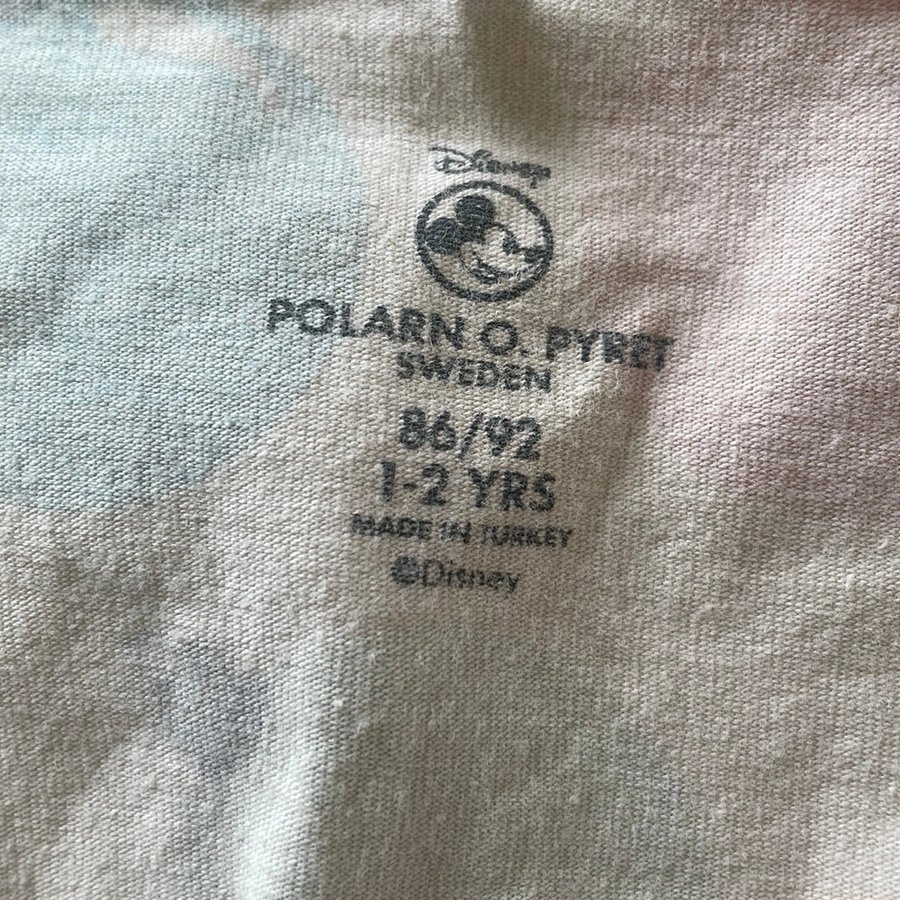 Disney
POLARN O. PYRET
SWEDEN
86/92
1-2 YRS
MADE IN TURKEY
©Disney